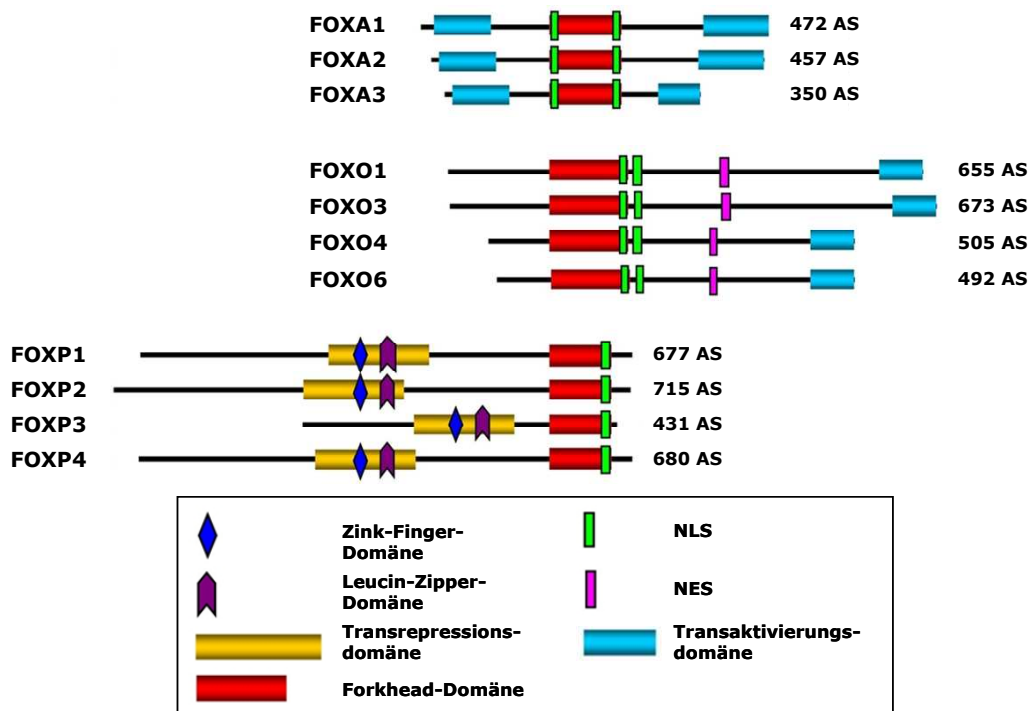 FOXA1 472 AS
FOXA2 457 AS
FOXA3 350 AS
FOXO1 655 AS
FOXO3 673 AS
FOXO4 505 AS
FOXO6 492 AS
FOXP1 677 AS
FOXP2 715 AS
FOXP3 431 AS
FOXP4 680 AS
Zink-Finger-
Domäne
NLS
Leucin-Zipper-
Domäne
NES
Transrepressions-
domäne
Transaktivierungs-
domäne
Forkhead-Domäne